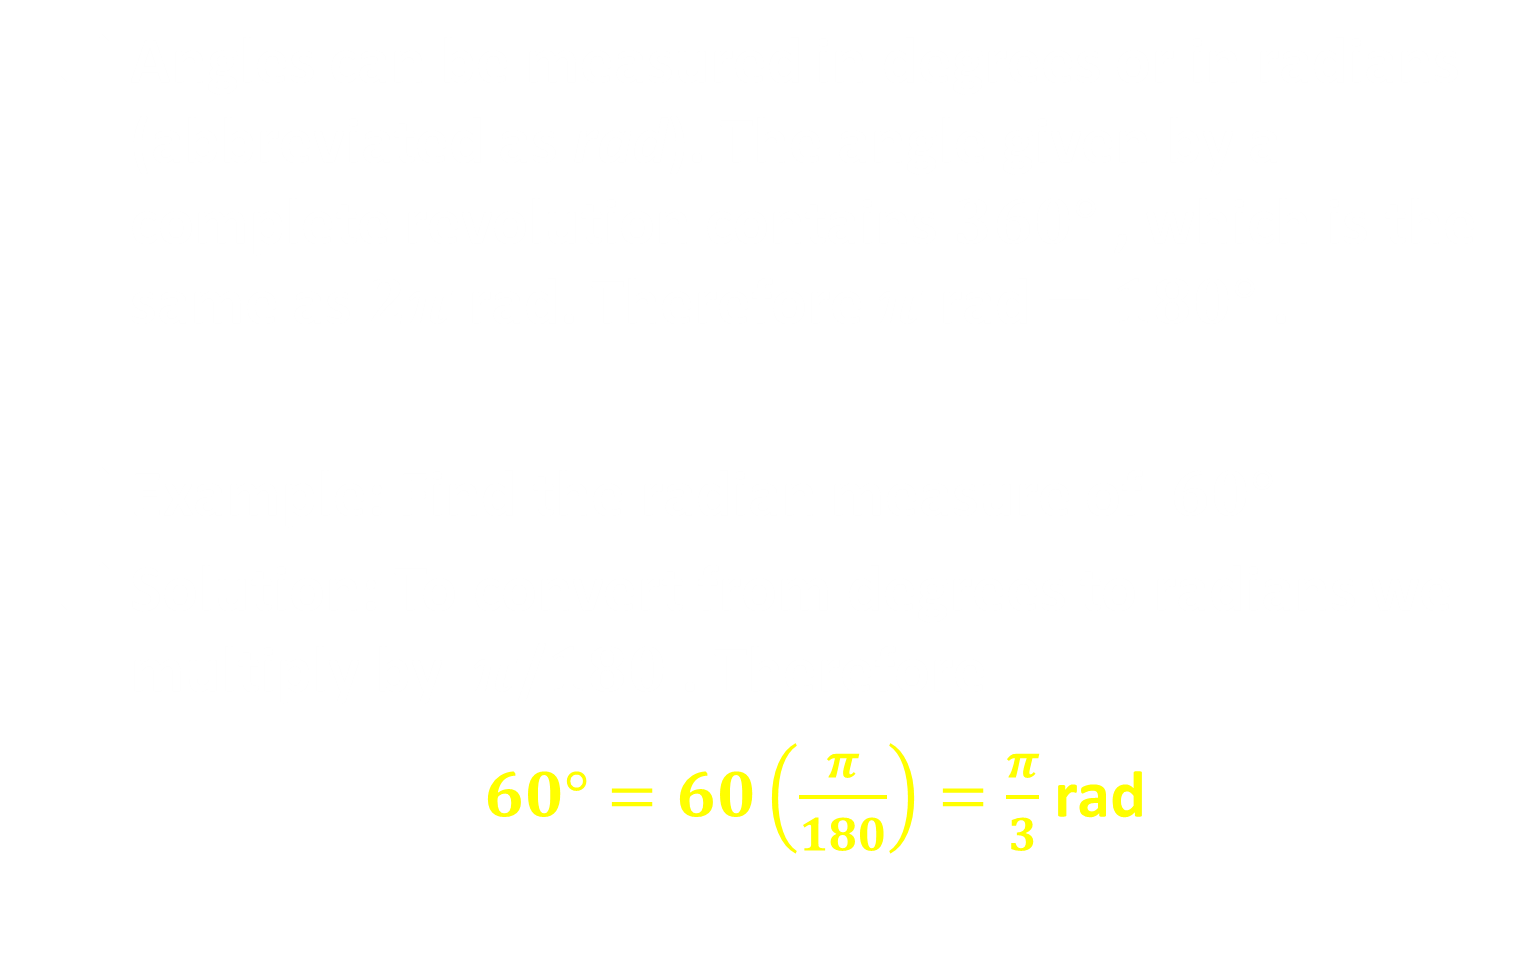 60° = 60 (π/180) = π/3 rad